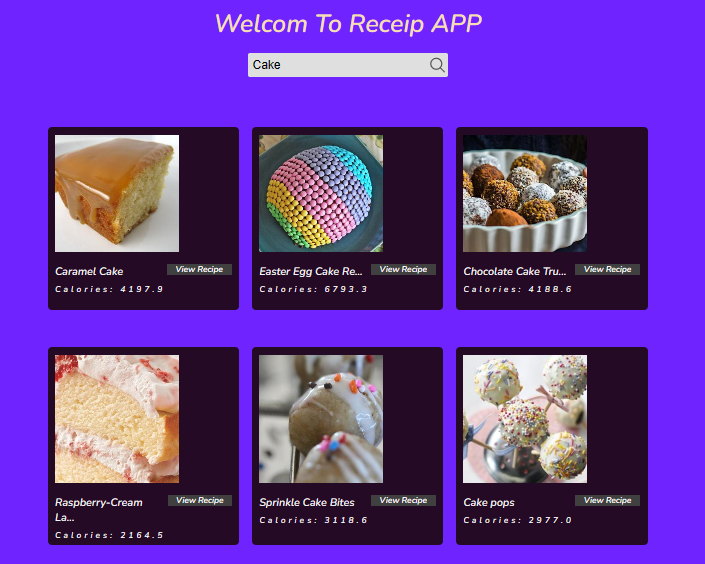 Welcom To Receip APP
Cake
Caramel Cake View Recipe
Calories: 4197.9
Easter Egg Cake Re... View Recipe
Calories: 6793.3
Chocolate Cake Tru... View Recipe
Calories: 4188.6
Raspberry-Cream View Recipe
La...
Calories: 2164.5
Sprinkle Cake Bites View Recipe
Calories: 3118.6
Cake pops View Recipe
Calories: 2977.0